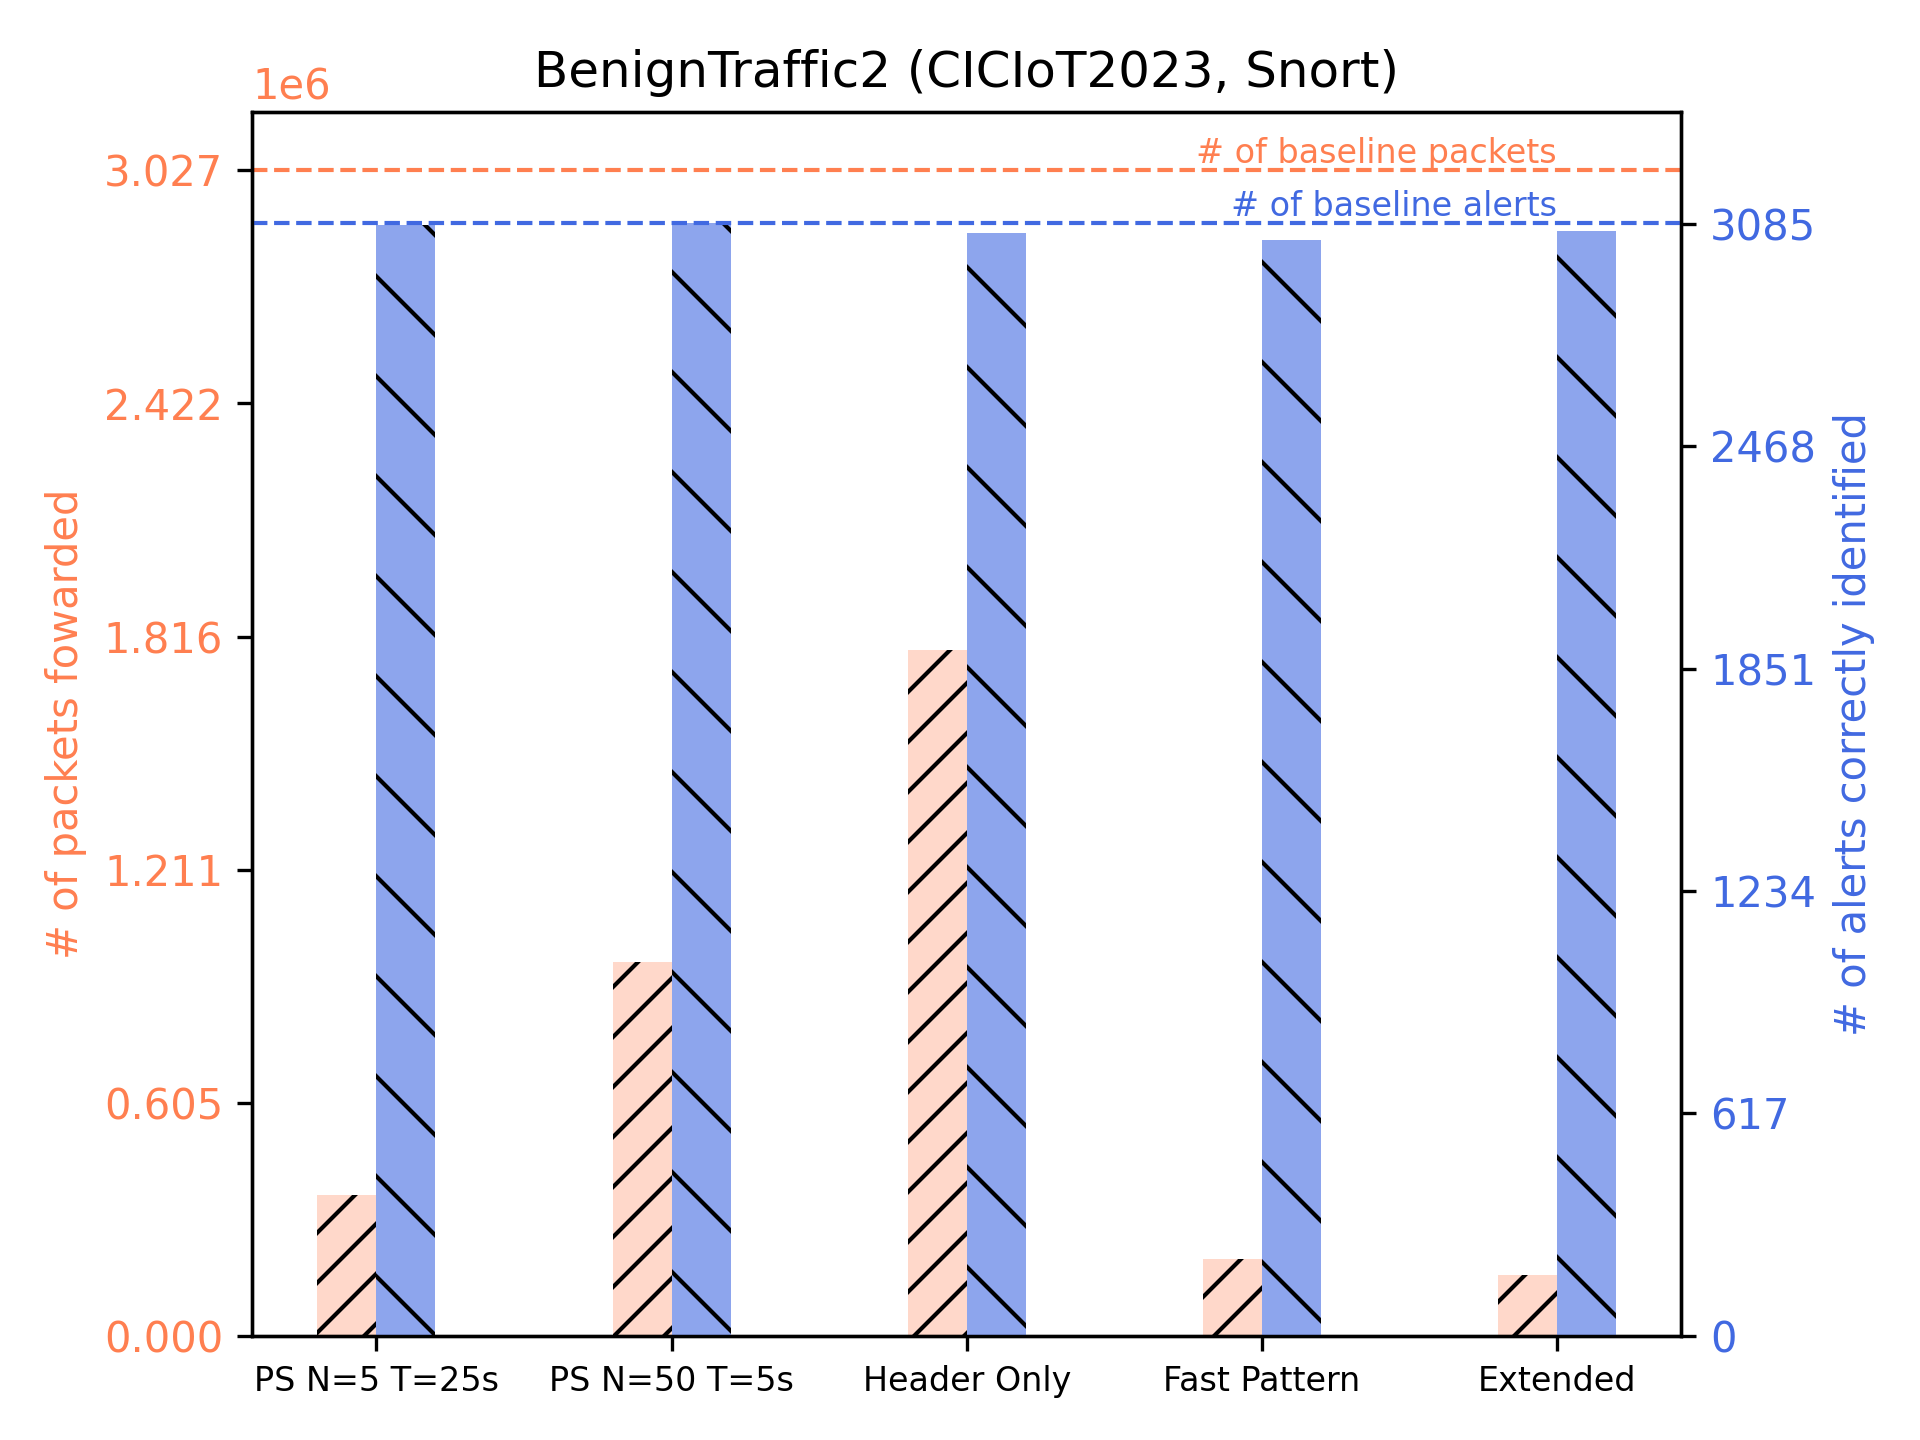 BenignTraffic2 (CICIoT2023, Snort)
1e6
# of baseline packets
# of baseline alerts
3.027
2.422
1.816
1.211
0.605
0.000
# of packets fowarded
3085
2468
1851
1234
617
0
# of alerts correctly identified
PS N=5 T=25s
PS N=50 T=5s
Header Only
Fast Pattern
Extended